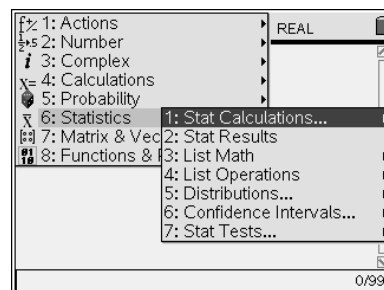 1: Actions
REAL
2: Number
3: Complex
4: Calculations
5: Probability
6: Statistics
7: Matrix & Vec
8: Functions &
1: Stat Calculations...
2: Stat Results
3: List Math
4: List Operations
5: Distributions...
6: Confidence Intervals...
7: Stat Tests...
0/99